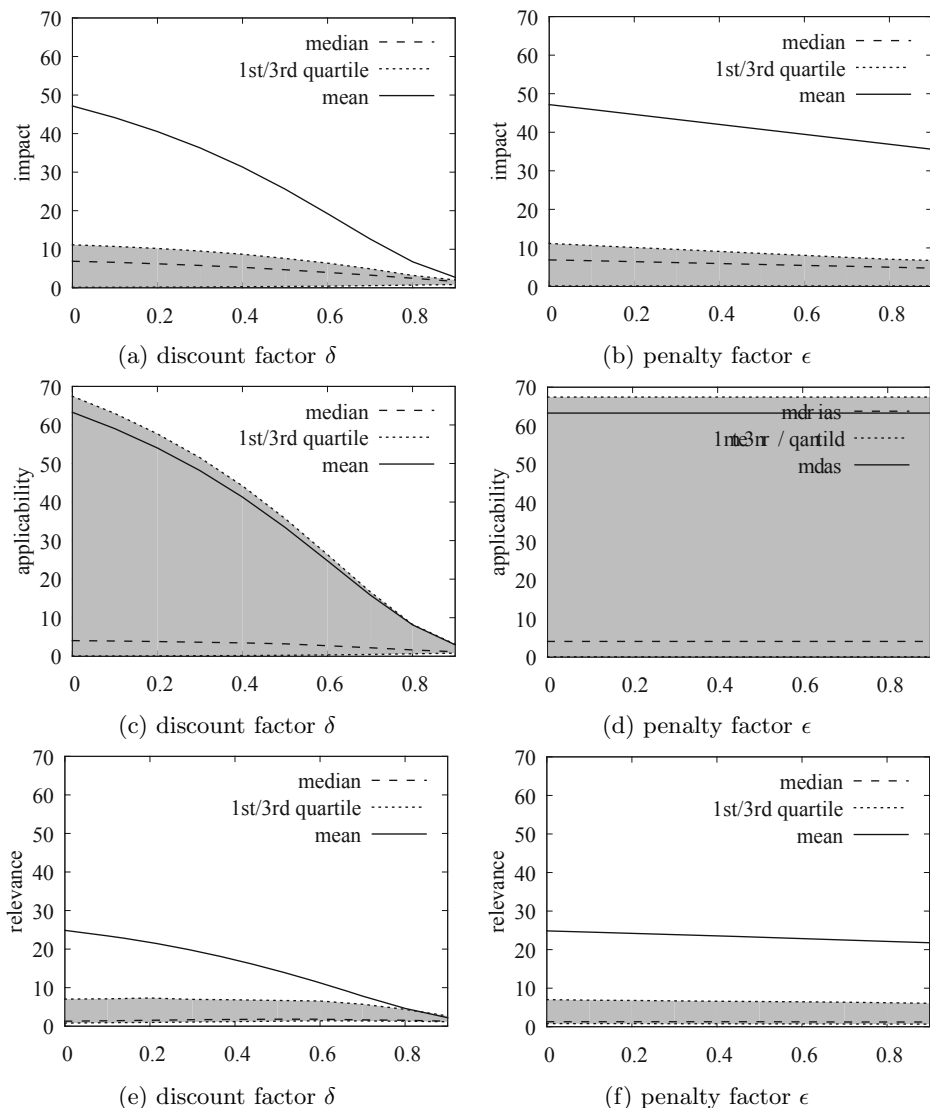 70
60
50
40
30
20
10
0
impact
median
1st/3rd quartile
mean
0 0.2 0.4 0.6 0.8
(a) discount factor δ
70
60
50
40
30
20
10
0
impact
median
1st/3rd quartile
mean
0 0.2 0.4 0.6 0.8
(b) penalty factor ϵ
70
60
50
40
30
20
10
0
applicability
median
1st/3rd quartile
mean
0 0.2 0.4 0.6 0.8
(c) discount factor δ
70
60
50
40
30
20
10
0
applicability
mdrias
/ qantild
mdas
0 0.2 0.4 0.6 0.8
(d) penalty factor ϵ
70
60
50
40
30
20
10
0
relevance
median
1st/3rd quartile
mean
0 0.2 0.4 0.6 0.8
(e) discount factor δ
70
60
50
40
30
20
10
0
relevance
median
1st/3rd quartile
mean
0 0.2 0.4 0.6 0.8
(f) penalty factor ϵ